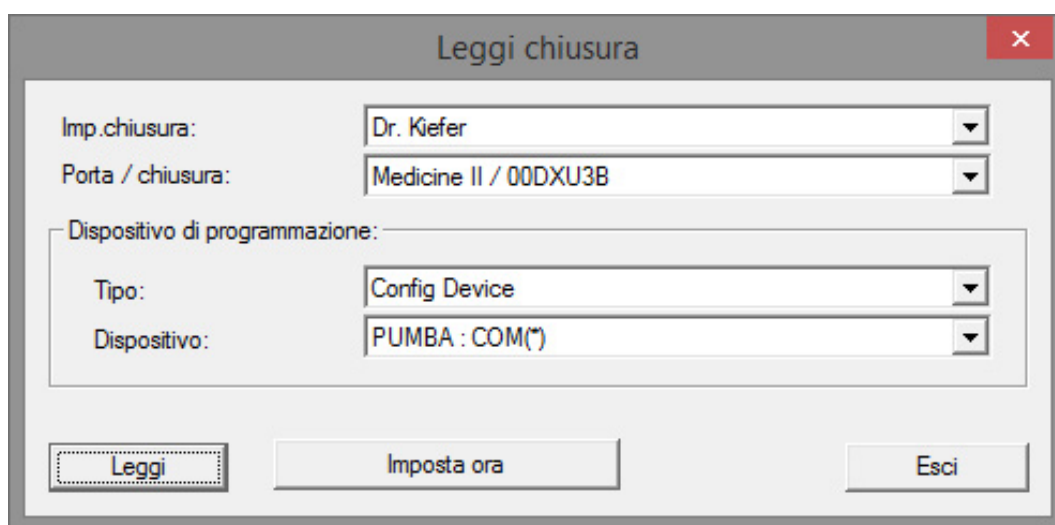 Leggi chiusura
Imp.chiusura: Dr. Kiefer
Porta / chiusura: Medicine II / 00DXU3B
Dispositivo di programmazione:
Tipo: Config Device
Dispositivo: PUMBA : COM(*)
Leggi Imposta ora Esci